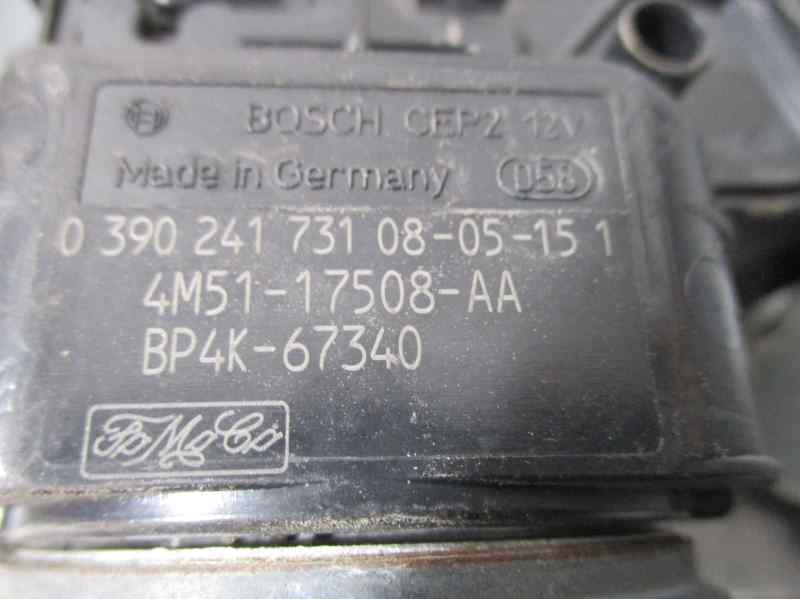 BOSCH CEP2 12V
Made in Germany 058
0 390 241 731 08-05-15 1
4M51-17508-AA
BP4K-67340
FoMoCo